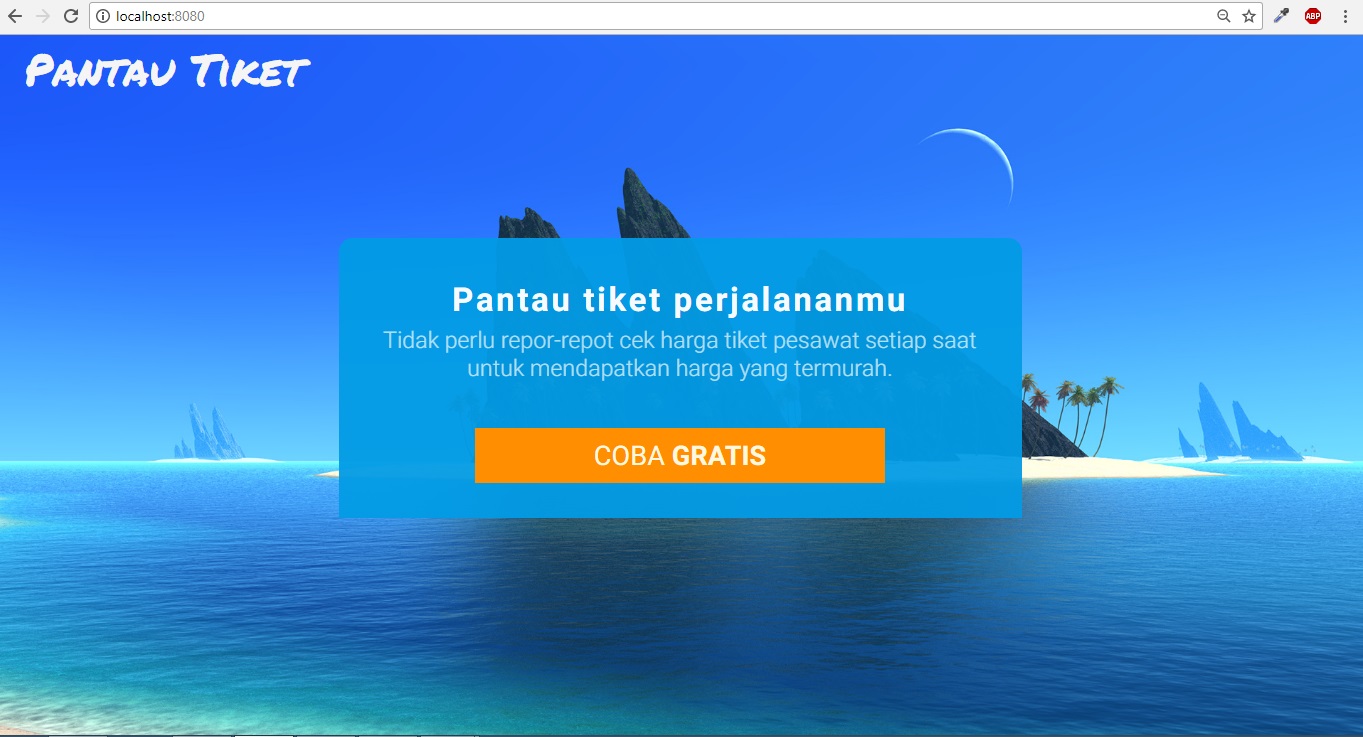 localhost:8080
ABP
Pantau Tiket
Pantau tiket perjalananmu
Tidak perlu repor-repot cek harga tiket pesawat setiap saat
untuk mendapatkan harga yang termurah.
COBA GRATIS